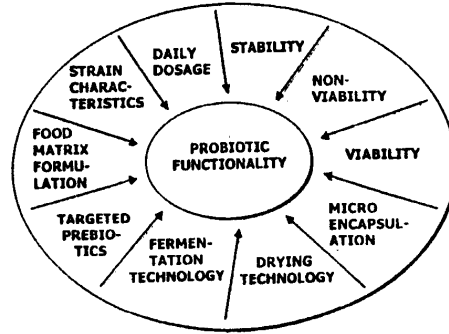 STABILITY
NON-
VIABILITY
VIABILITY
MICRO
ENCAPSUL-
ATION
DRYING
TECHNOLOGY
FERMEN-
TATION
TECHNOLOGY
TARGETED
PREBIO-
TICS
FOOD
MATRIX
FORMU-
LATION
STRAIN
CHARAC-
TERISTICS
DAILY
DOSAGE
PROBIOTIC
FUNCTIONALITY